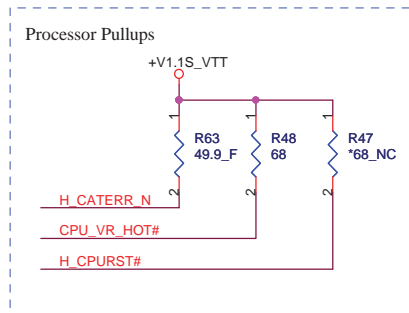 Processor Pullups
+V1.1S_VTT
1 1 1
R63 R48 R47
49.9_F 68 *68_NC
2 2 2
H_CATERR_N
CPU_VR_HOT#
H_CPURST#